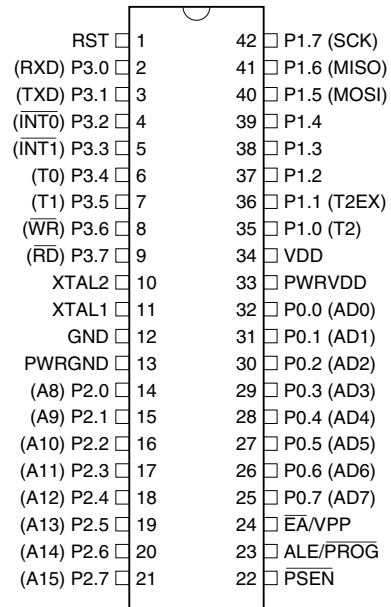 RST 1 42 P1.7 (SCK)
(RXD) P3.0 2 41 P1.6 (MISO)
(TXD) P3.1 3 40 P1.5 (MOSI)
(I̅N̅T̅0̅) P3.2 4 39 P1.4
(I̅N̅T̅1̅) P3.3 5 38 P1.3
(T0) P3.4 6 37 P1.2
(T1) P3.5 7 36 P1.1 (T2EX)
(W̅R̅) P3.6 8 35 P1.0 (T2)
(R̅D̅) P3.7 9 34 VDD
XTAL2 10 33 PWRVDD
XTAL1 11 32 P0.0 (AD0)
GND 12 31 P0.1 (AD1)
PWRGND 13 30 P0.2 (AD2)
(A8) P2.0 14 29 P0.3 (AD3)
(A9) P2.1 15 28 P0.4 (AD4)
(A10) P2.2 16 27 P0.5 (AD5)
(A11) P2.3 17 26 P0.6 (AD6)
(A12) P2.4 18 25 P0.7 (AD7)
(A13) P2.5 19 24 E̅A̅/VPP
(A14) P2.6 20 23 ALE/P̅R̅O̅G̅
(A15) P2.7 21 22 P̅S̅E̅N̅